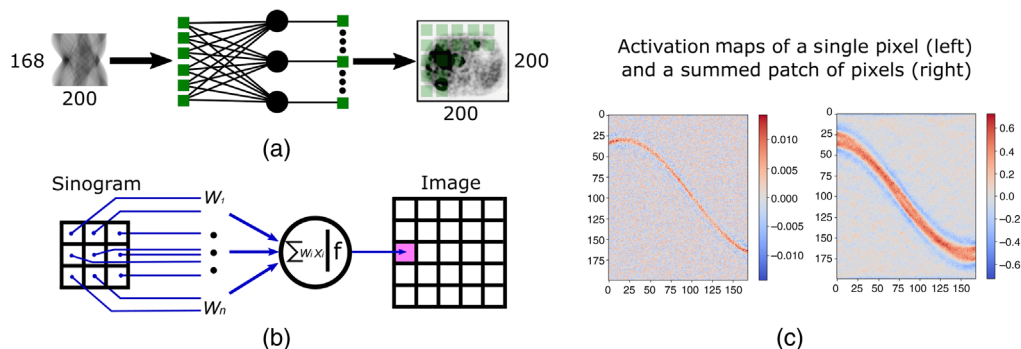 168
200
200
200
(a)
Sinogram
Image
W1
∑WiXi f
Wn
(b)
Activation maps of a single pixel (left)
and a summed patch of pixels (right)
0
25
50
75
100
125
150
175
0 25 50 75 100 125 150
0.010
0.005
0.000
−0.005
−0.010
0
25
50
75
100
125
150
175
0 25 50 75 100 125 150
0.6
0.4
0.2
0.0
−0.2
−0.4
−0.6
(c)